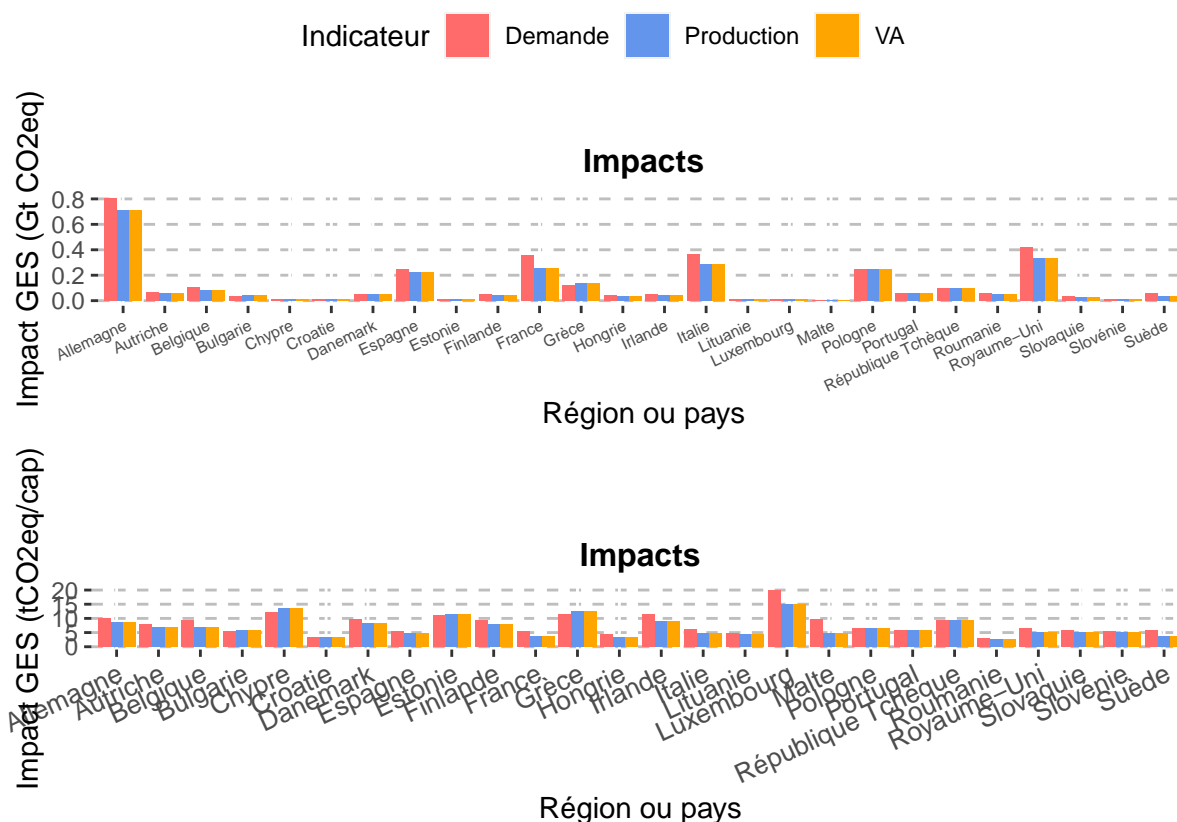 Indicateur Demande Production VA
Impacts
Impact GES (Gt CO2eq)
0.8
0.6
0.4
0.2
0.0
Allemagne
Autriche
Belgique
Bulgarie
Chypre
Croatie
Danemark
Espagne
Estonie
Finlande
France
Grèce
Hongrie
Irlande
Italie
Lituanie
Luxembourg
Malte
Pologne
Portugal
République Tchèque
Roumanie
Royaume−Uni
Slovaquie
Slovénie
Suède
Région ou pays
Impacts
Impact GES (tCO2eq/cap)
20
15
10
5
0
Allemagne
Autriche
Belgique
Bulgarie
Chypre
Croatie
Danemark
Espagne
Estonie
Finlande
France
Grèce
Hongrie
Irlande
Italie
Lituanie
Luxembourg
Malte
Pologne
Portugal
République Tchèque
Roumanie
Royaume−Uni
Slovaquie
Slovénie
Suède
Région ou pays